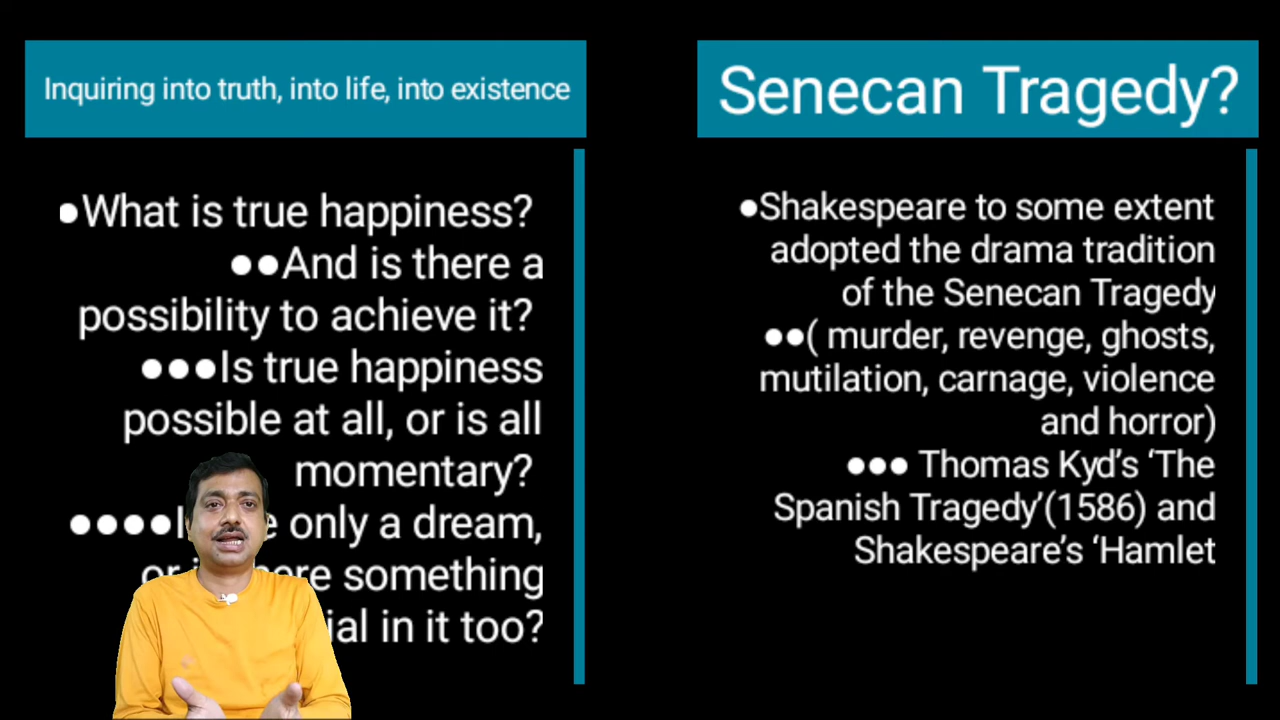 Inquiring into truth, into life, into existence
●What is true happiness?
●●And is there a
possibility to achieve it?
●●●Is true happiness
possible at all, or is all
momentary?
●●●● only a dream,
or something
in it too?
Senecan Tragedy?
●Shakespeare to some extent
adopted the drama tradition
of the Senecan Tragedy
●●( murder, revenge, ghosts,
mutilation, carnage, violence
and horror)
●●● Thomas Kyd's ‘The
Spanish Tragedy’(1586) and
Shakespeare's ‘Hamlet